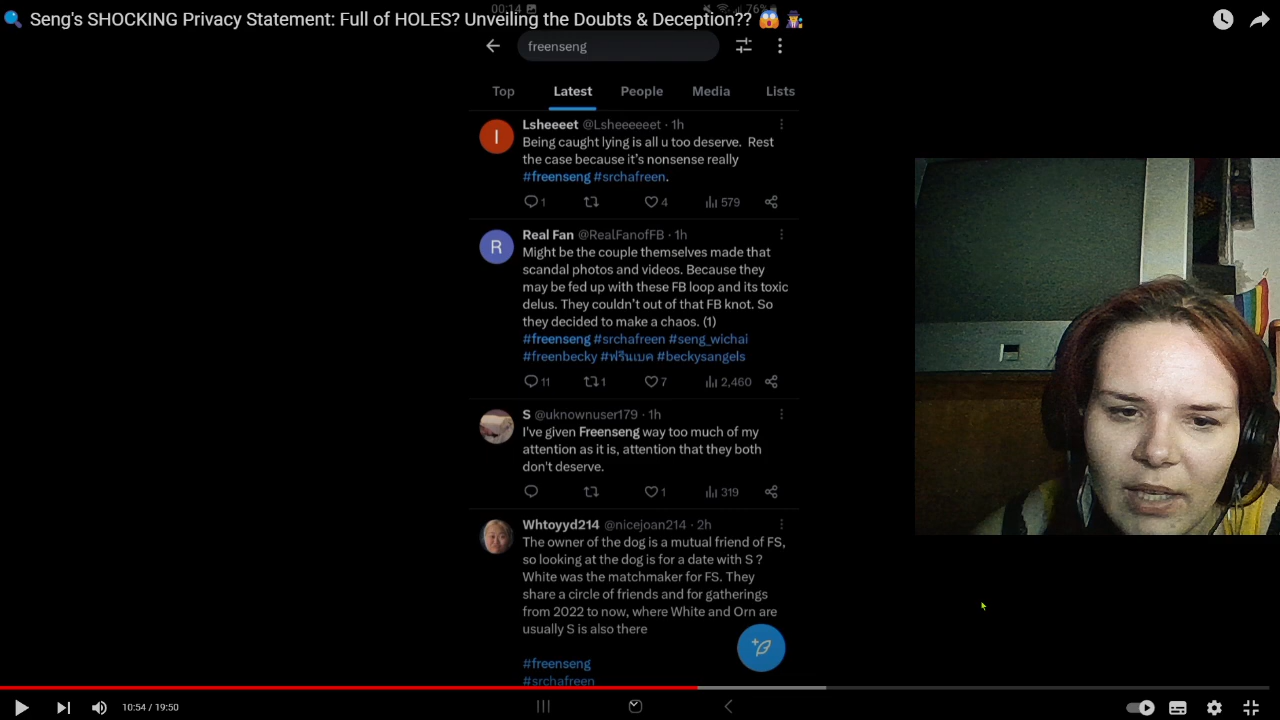 00:14
76%
🔍 Seng's SHOCKING Privacy Statement: Full of HOLES? Unveiling the Doubts & Deception?? 😱 🕵️‍♀️
freenseng
Top Latest People Media Lists
I
Lsheeeet @Lsheeeeeet · 1h
Being caught lying is all u too deserve. Rest
the case because it's nonsense really
#freenseng #srchafreen.
1 4 579
R
Real Fan @RealFanofFB · 1h
Might be the couple themselves made that
scandal photos and videos. Because they
may be fed up with these FB loop and its toxic
delus. They couldn't out of that FB knot. So
they decided to make a chaos. (1)
#freenseng #srchafreen #seng_wichai
#freenbecky #ฟรีนเบค #beckysangels
11 1 7 2,460
S @uknownuser179 · 1h
I've given Freenseng way too much of my
attention as it is, attention that they both
don't deserve.
1 319
Whtoyyd214 @nicejoan214 · 2h
The owner of the dog is a mutual friend of FS,
so looking at the dog is for a date with S ?
White was the matchmaker for FS. They
share a circle of friends and for gatherings
from 2022 to now, where White and Orn are
usually S is also there
#freenseng
#srchafreen
10:54 / 19:50